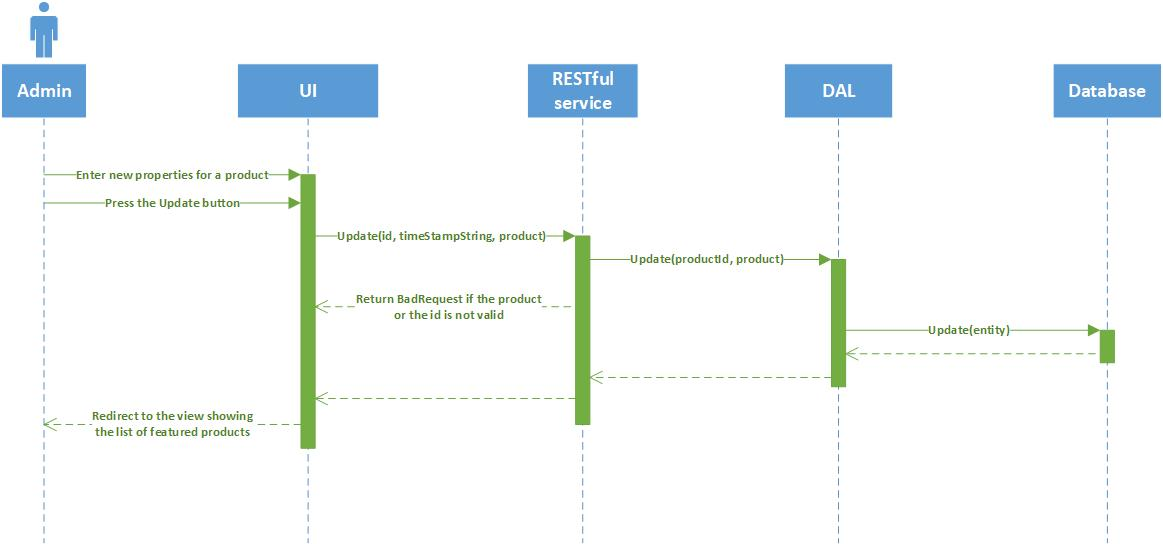 Admin
UI
RESTful
service
DAL
Database
Enter new properties for a product
Press the Update button
Update(id, timeStampString, product)
Update(productId, product)
Return BadRequest if the product
or the id is not valid
Update(entity)
Redirect to the view showing
the list of featured products